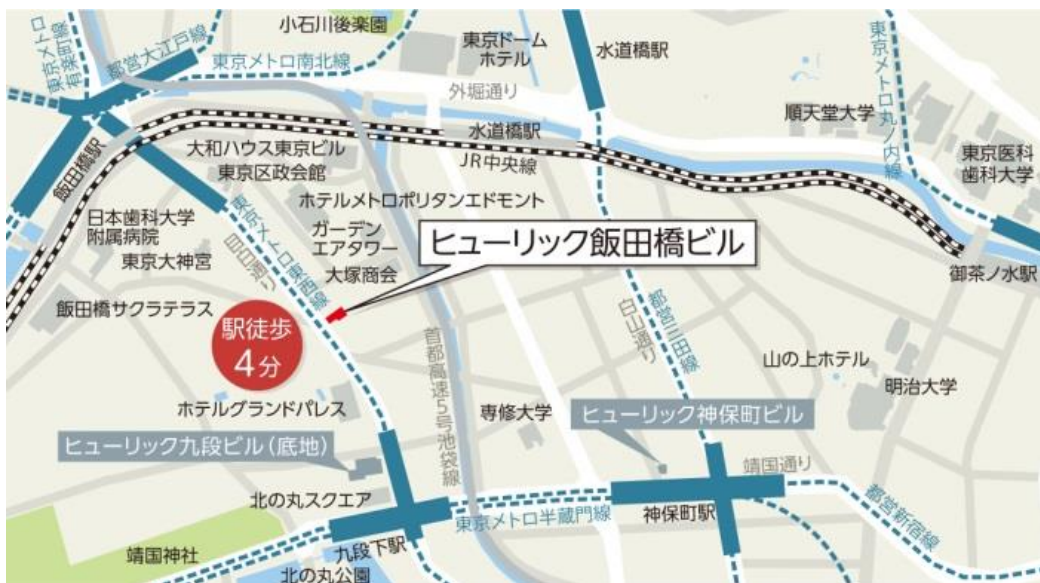 小石川後楽園
東京ドーム
ホテル
水道橋駅
都営大江戸線
東京メトロ
有楽町線
東京メトロ南北線
外堀通り
東京メトロ丸ノ内線
順天堂大学
水道橋駅
飯田橋駅
大和ハウス東京ビル
東京区政会館
JR中央線
東京医科
歯科大学
ホテルメトロポリタンエドモント
日本歯科大学
附属病院
東京メトロ東西線
目白通り
ガーデン
エアタワー
ヒューリック飯田橋ビル
東京大神宮
大塚商会
御茶ノ水駅
飯田橋サクラテラス
駅徒歩
4分
首都高速5号池袋線
白山通り
都営三田線
山の上ホテル
明治大学
ホテルグランドパレス
専修大学
ヒューリック神保町ビル
ヒューリック九段ビル(底地)
靖国通り
北の丸スクエア
東京メトロ半蔵門線
神保町駅
都営新宿線
靖国神社
九段下駅
北の丸公園